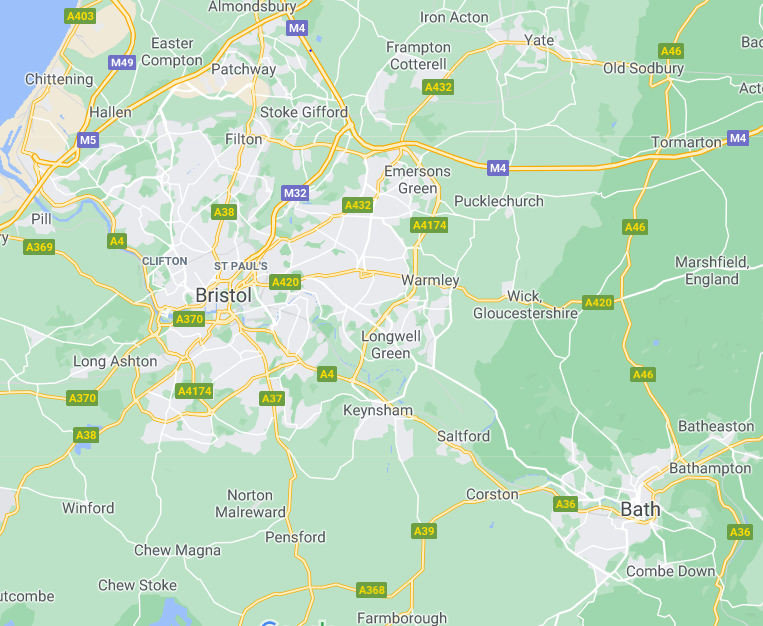 Almondsbury
A403
M4
Iron Acton
Easter
Compton
M49
Frampton
Cotterell
Yate
A46
Patchway
Old Sodbury
Chittening
A432
Hallen
Stoke Gifford
M5
Filton
Tormarton
M4
M4
Emersons
Green
M32
Pucklechurch
A432
A38
Pill
A4174
A46
A4
A369
CLIFTON
ST PAUL'S
Marshfield,
England
A420
Warmley
Bristol
Wick,
Gloucestershire
A420
A370
Longwell
Green
Long Ashton
A4
A46
A4174
A370
A37
Keynsham
A38
Saltford
Batheaston
Bathampton
Corston
Norton
Malreward
Winford
A36
Bath
A39
A36
Pensford
Chew Magna
Combe Down
Chew Stoke
A368
Farmborough